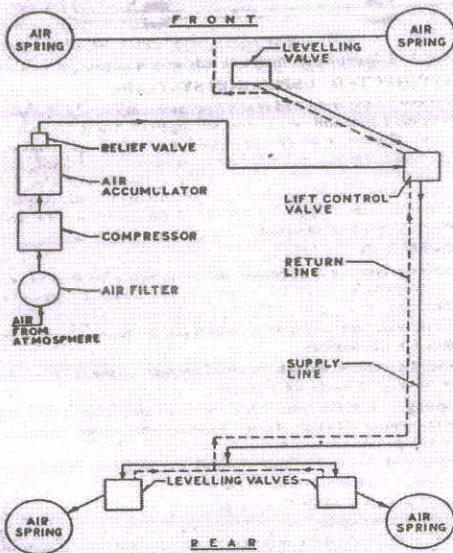 FRONT
AIR
SPRING
AIR
SPRING
LEVELLING
VALVE
RELIEF VALVE
AIR
ACCUMULATOR
LIFT CONTROL
VALVE
COMPRESSOR
RETURN
LINE
AIR FILTER
AIR
FROM
ATMOSPHERE
SUPPLY
LINE
LEVELLING VALVES
AIR
SPRING
AIR
SPRING
REAR